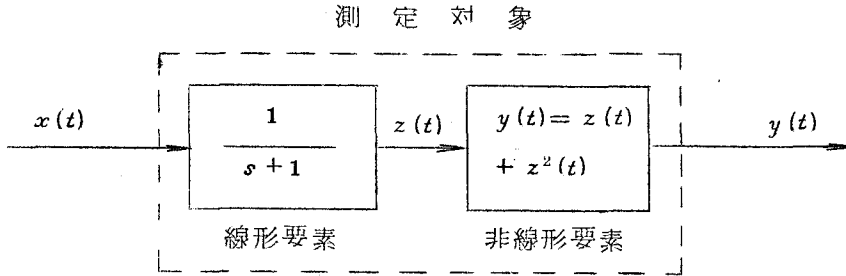 測定対象
x(t)
1
s+1
z(t)
y(t)= z(t)
+ z²(t)
y(t)
線形要素
非線形要素